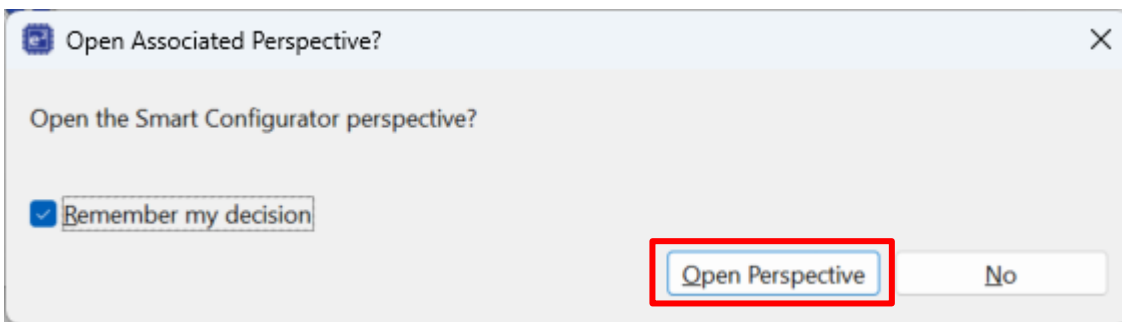 Open Associated Perspective?
Open the Smart Configurator perspective?
Remember my decision
Open Perspective
No